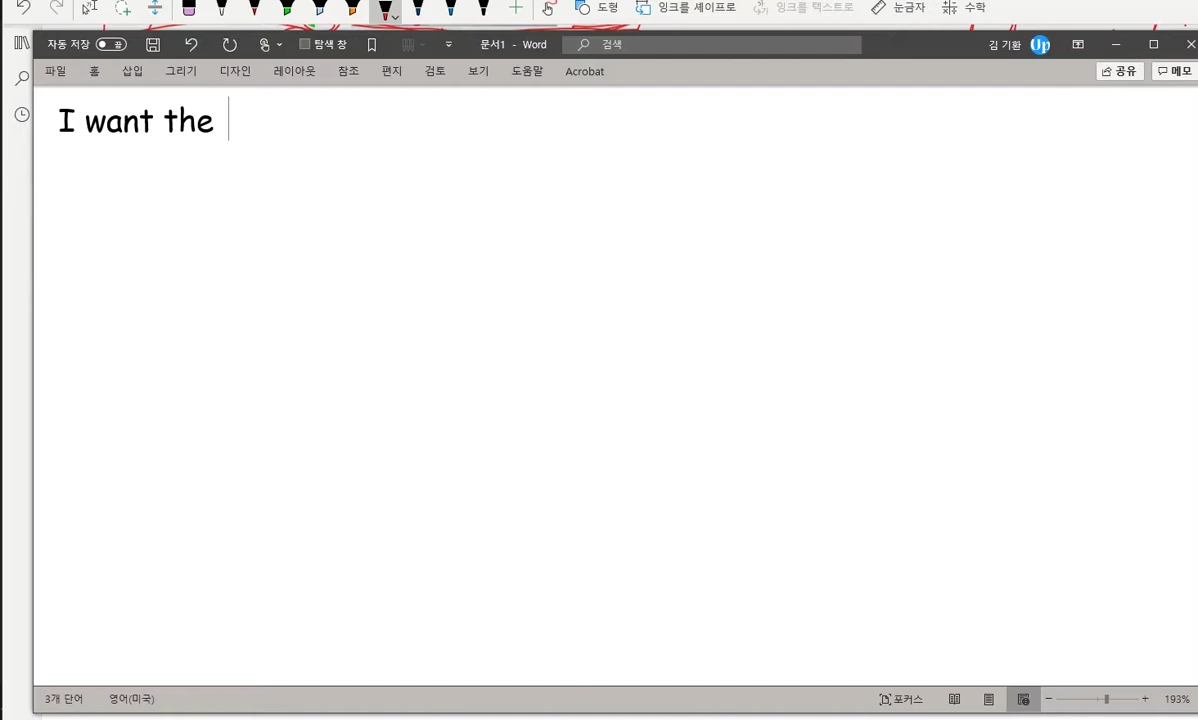 도형 잉크를 셰이프로 잉크를 텍스트로 눈금자 수학
자동 저장 끔 탐색 창 문서1 - Word 검색 김 기환 Up
파일 홈 삽입 그리기 디자인 레이아웃 참조 편지 검토 보기 도움말 Acrobat 공유 메모
I want the
3개 단어 영어(미국) 포커스 193%